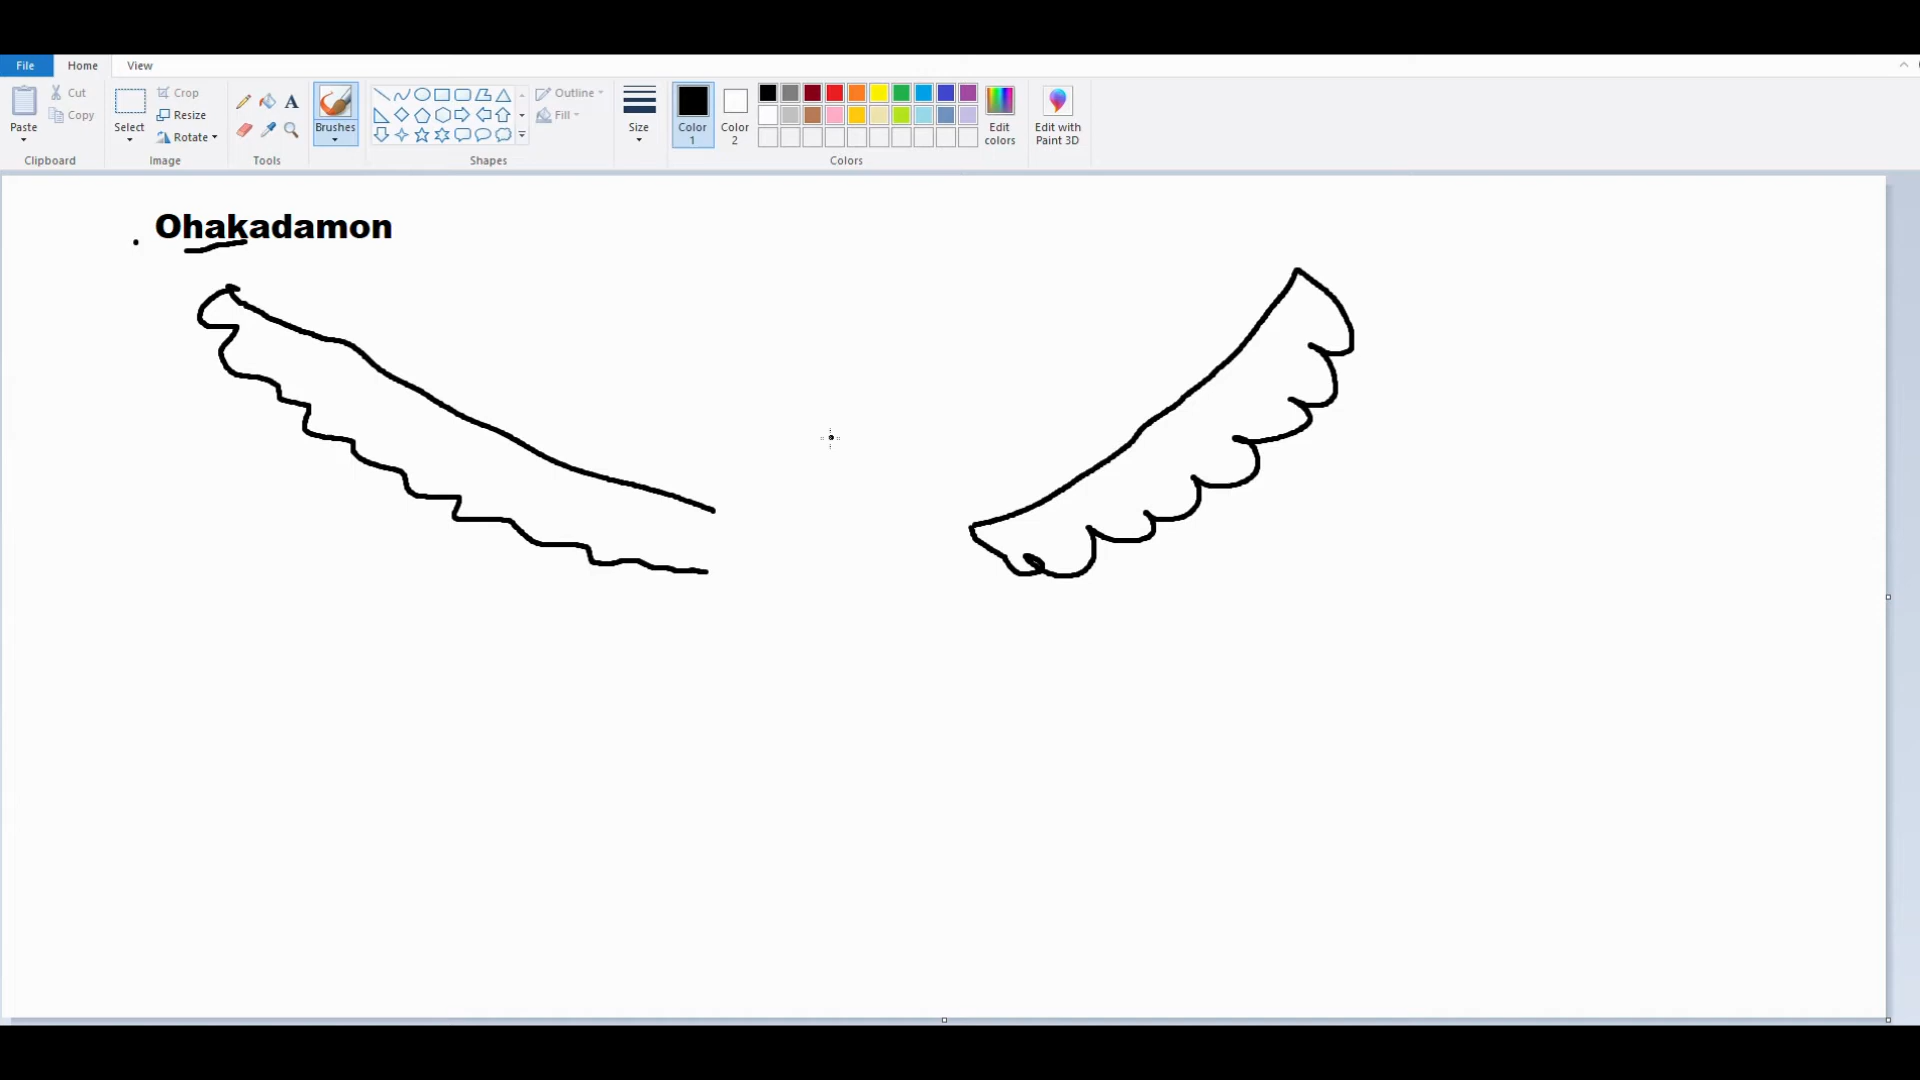 File Home View
Paste Cut Copy Select Crop Resize Rotate Brushes Outline Fill Size Color 1 Color 2 Edit colors Edit with Paint 3D
Clipboard Image Tools Shapes Colors
Ohakadamon